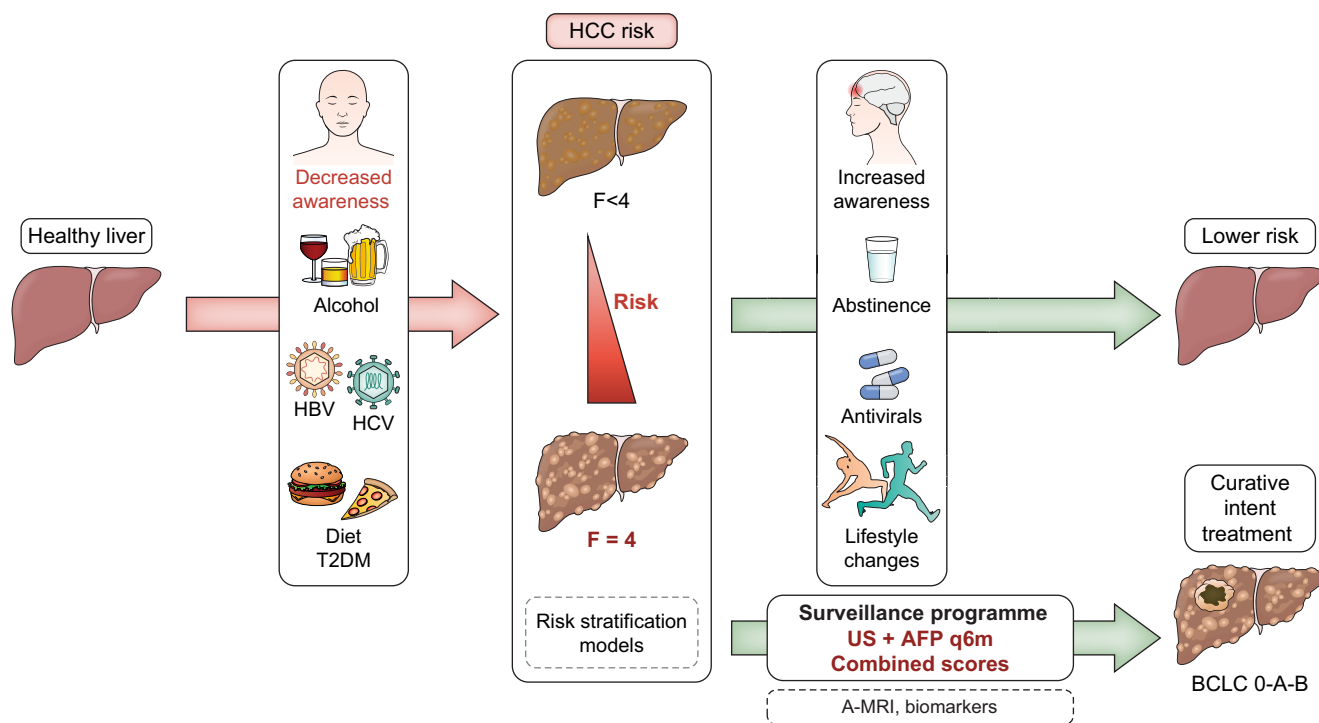 HCC risk
Healthy liver
Decreased
awareness
Alcohol
HBV
HCV
Diet
T2DM
F<4
Risk
F = 4
Risk stratification
models
Increased
awareness
Abstinence
Antivirals
Lifestyle
changes
Surveillance programme
US + AFP q6m
Combined scores
A-MRI, biomarkers
Lower risk
Curative
intent
treatment
BCLC 0-A-B